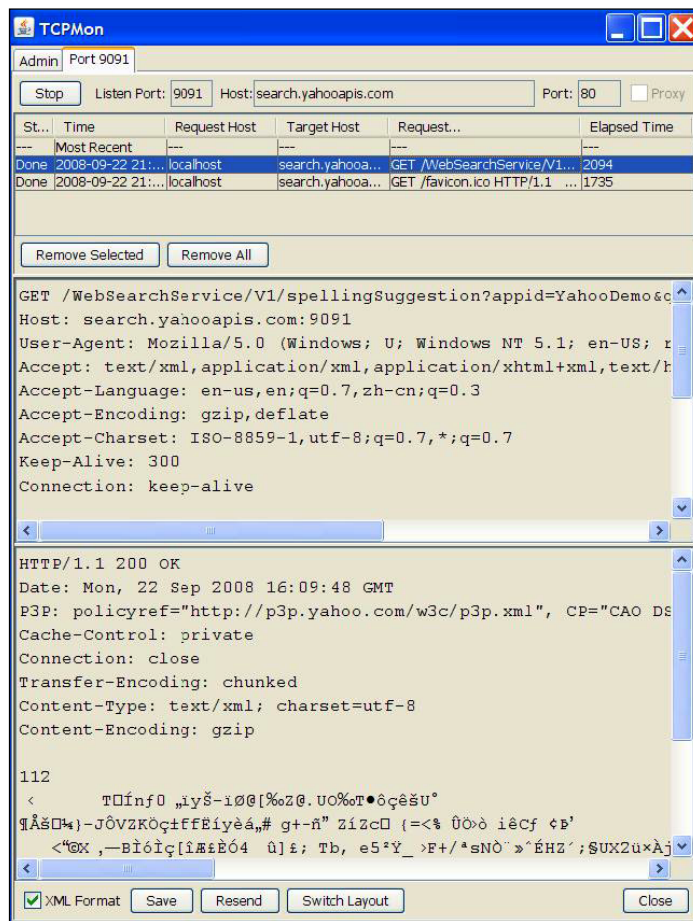 TCPMon
Admin Port 9091
Stop Listen Port: 9091 Host: search.yahooapis.com Port: 80 Proxy
St... Time Request Host Target Host Request... Elapsed Time
--- Most Recent --- --- --- ---
Done 2008-09-22 21:... localhost search.yahooa... GET /WebSearchService/V1... 2094
Done 2008-09-22 21:... localhost search.yahooa... GET /favicon.ico HTTP/1.1 ... 1735
Remove Selected Remove All
GET /WebSearchService/V1/spellingSuggestion?appid=YahooDemo&q
Host: search.yahooapis.com:9091
User-Agent: Mozilla/5.0 (Windows; U; Windows NT 5.1; en-US; r
Accept: text/xml,application/xml,application/xhtml+xml,text/h
Accept-Language: en-us,en;q=0.7,zh-cn;q=0.3
Accept-Encoding: gzip,deflate
Accept-Charset: ISO-8859-1,utf-8;q=0.7,*;q=0.7
Keep-Alive: 300
Connection: keep-alive
HTTP/1.1 200 OK
Date: Mon, 22 Sep 2008 16:09:48 GMT
P3P: policyref="http://p3p.yahoo.com/w3c/p3p.xml", CP="CAO DS
Cache-Control: private
Connection: close
Transfer-Encoding: chunked
Content-Type: text/xml; charset=utf-8
Content-Encoding: gzip
112
XML Format Save Resend Switch Layout Close